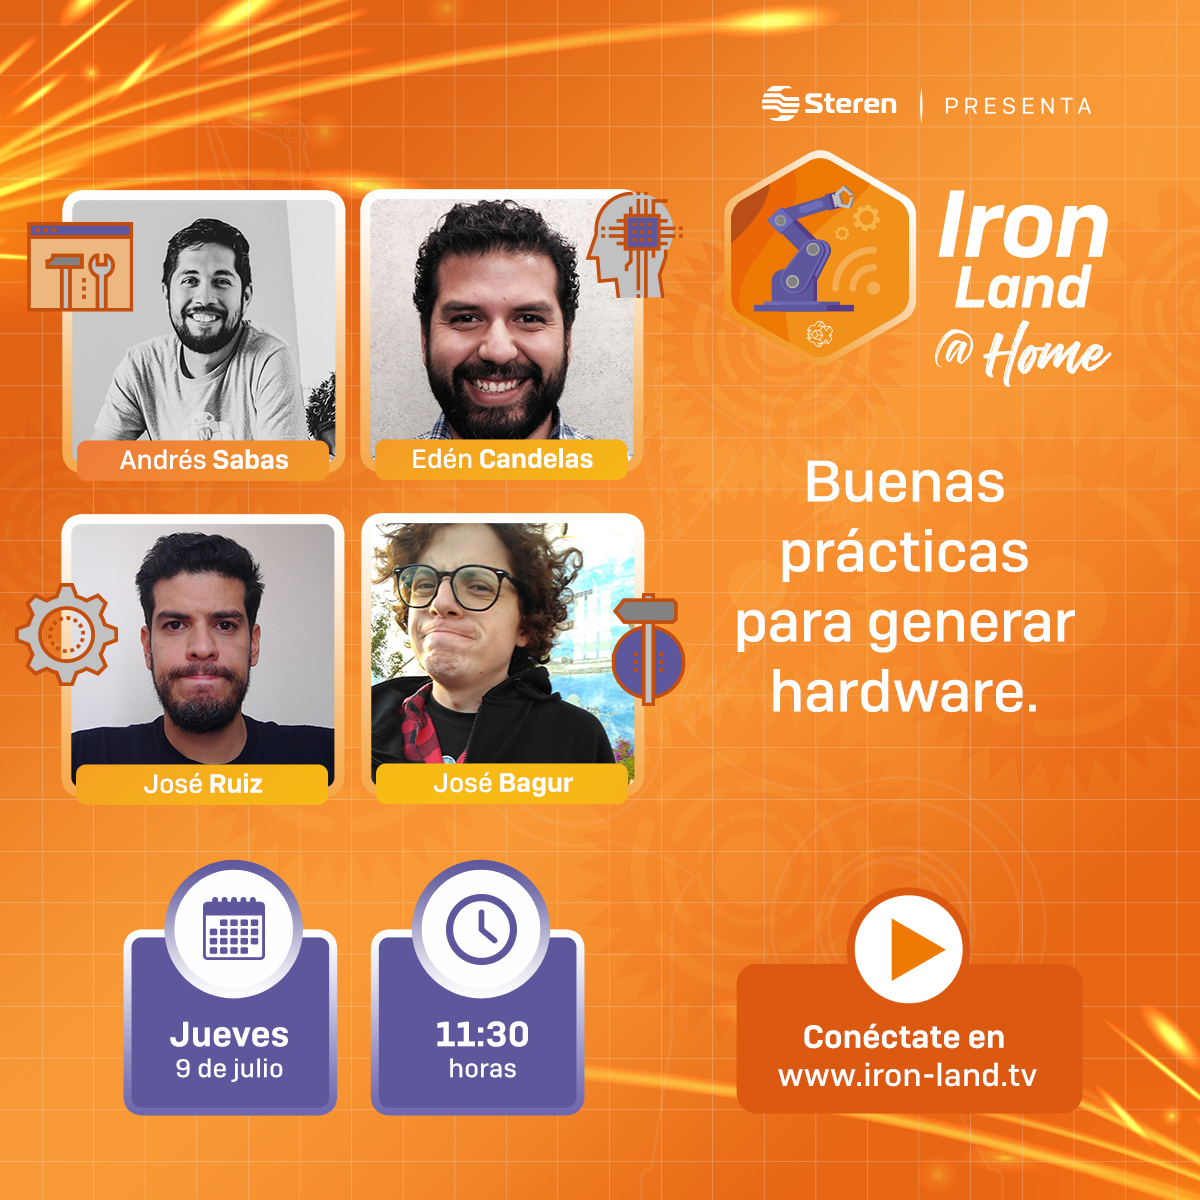 Steren | PRESENTA
Iron
Land
@ Home
Andrés Sabas
Edén Candelas
José Ruiz
José Bagur
Buenas
prácticas
para generar
hardware.
Jueves
9 de julio
11:30
horas
Conéctate en
www.iron-land.tv